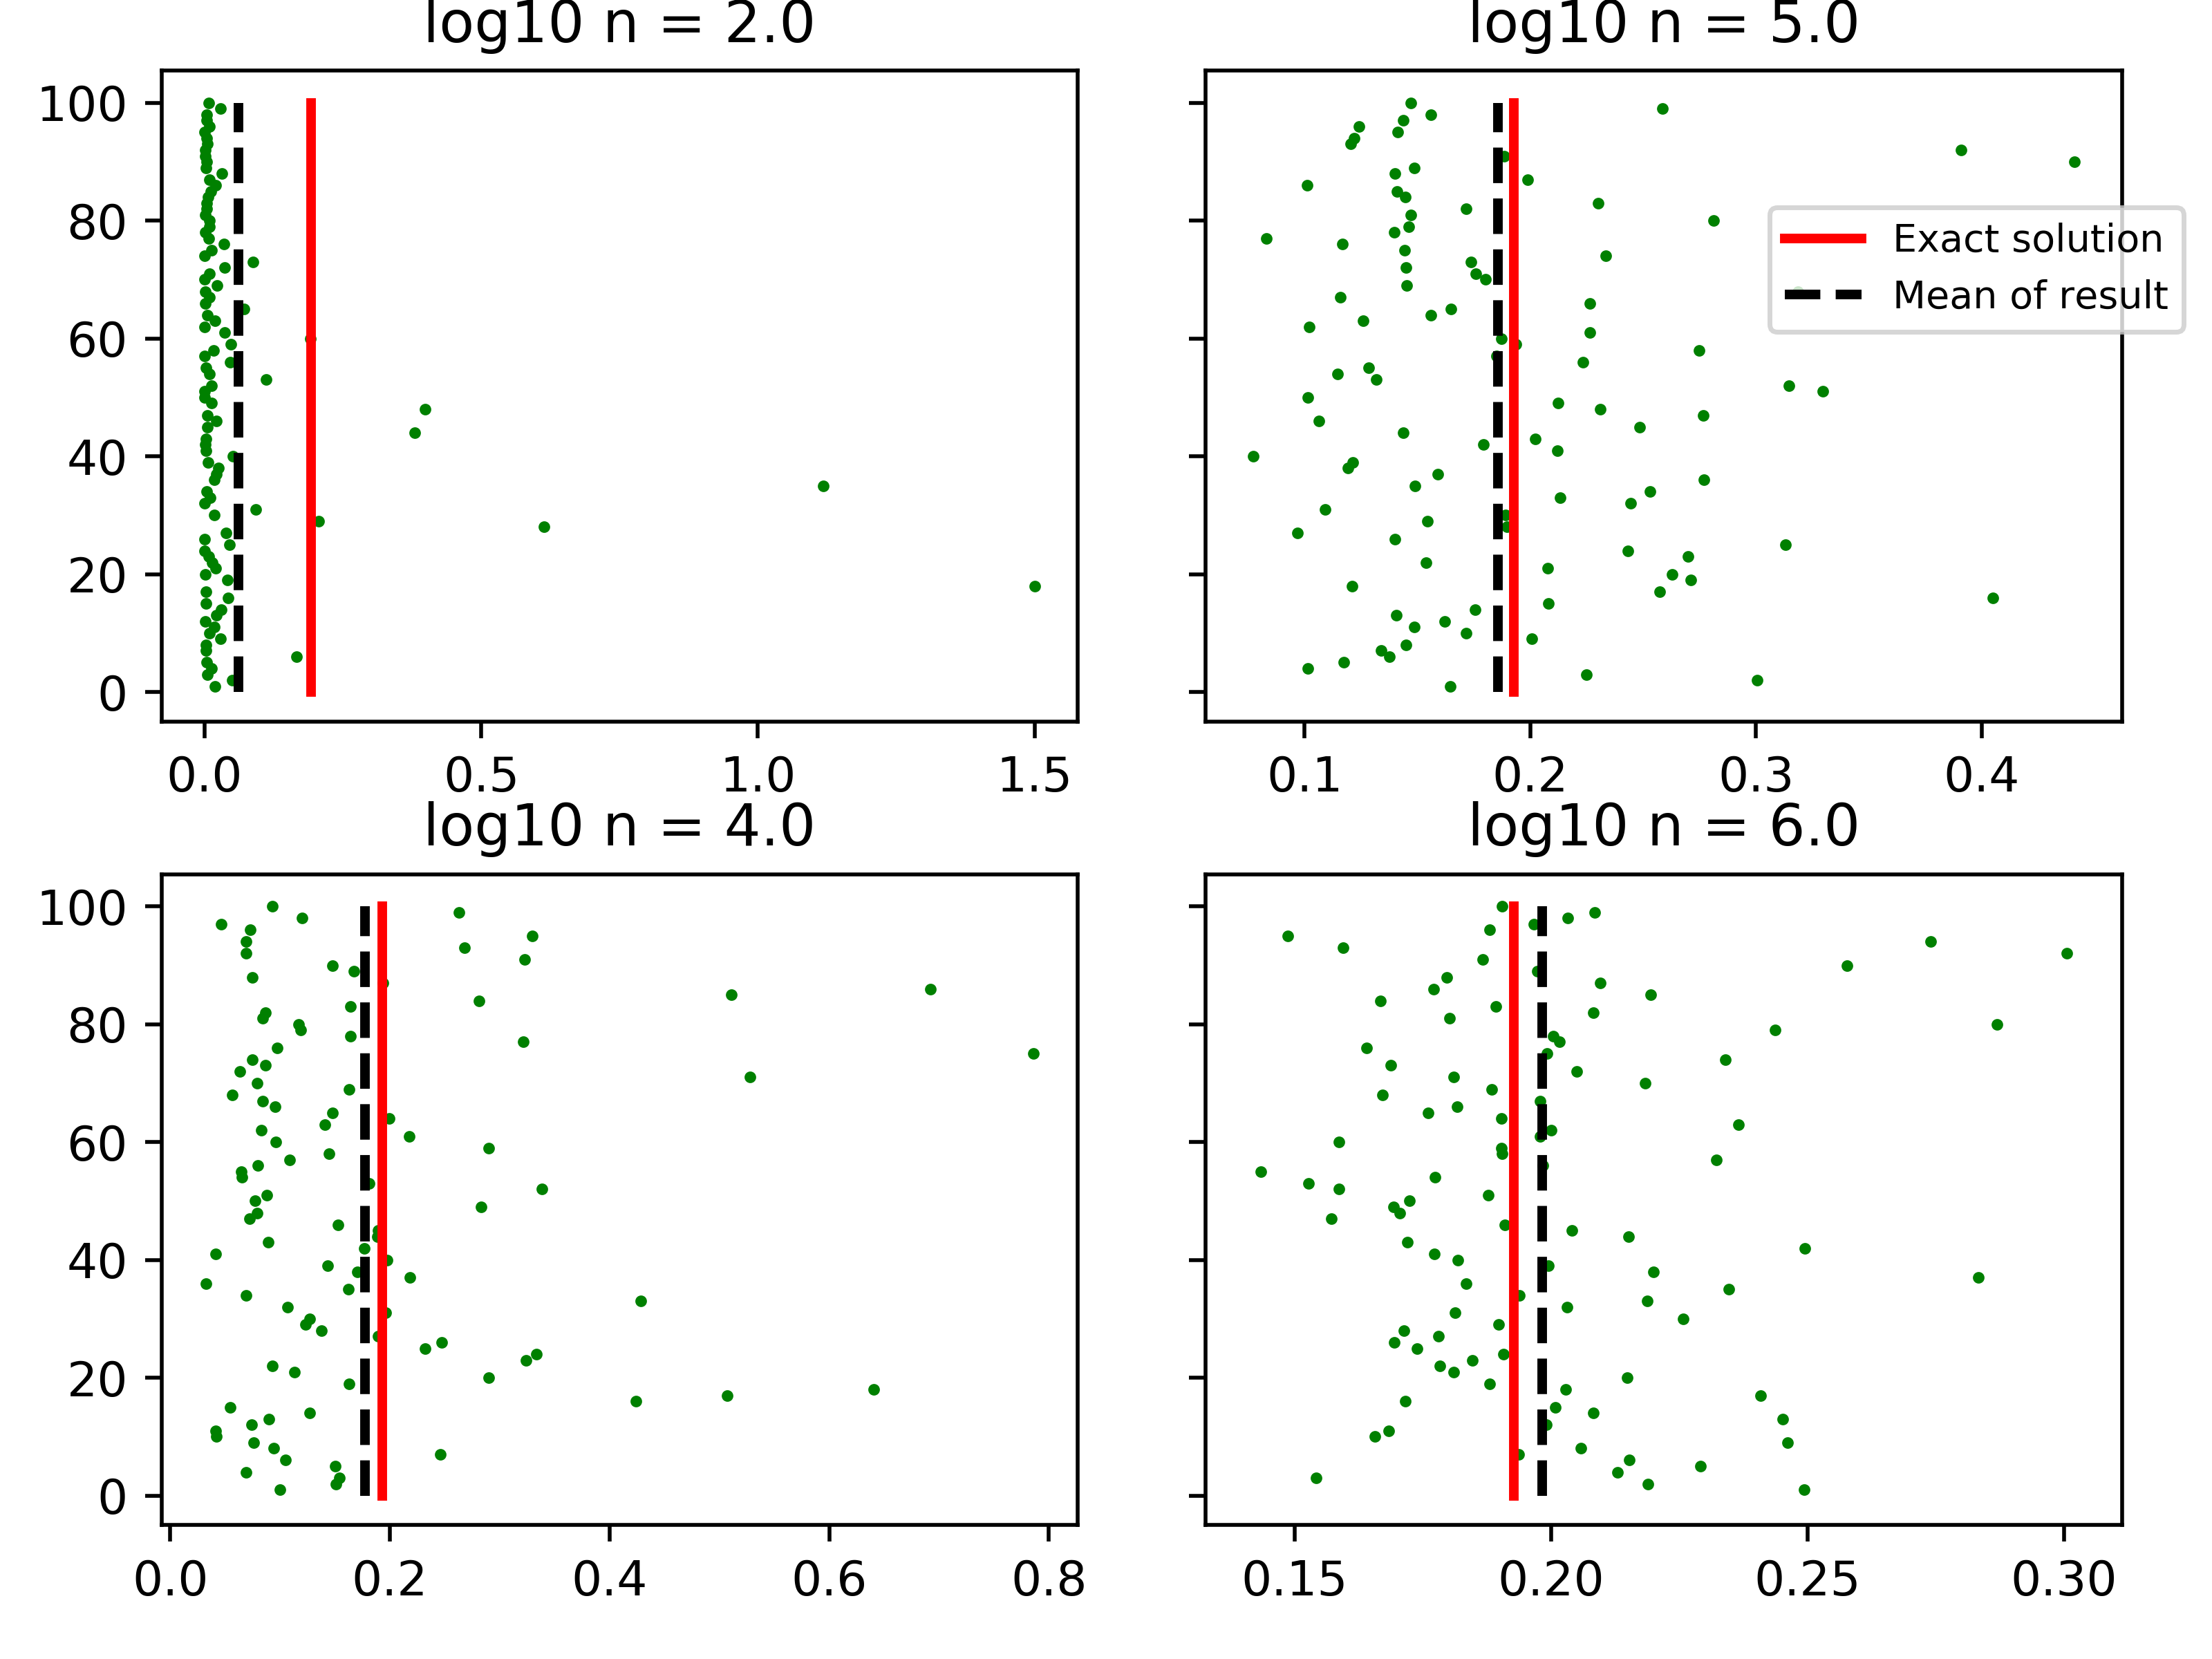 log10 n = 2.0
100
80
60
40
20
0
0.0 0.5 1.0 1.5
log10 n = 5.0
Exact solution
Mean of result
0.1 0.2 0.3 0.4
log10 n = 4.0
100
80
60
40
20
0
0.0 0.2 0.4 0.6 0.8
log10 n = 6.0
0.15 0.20 0.25 0.30